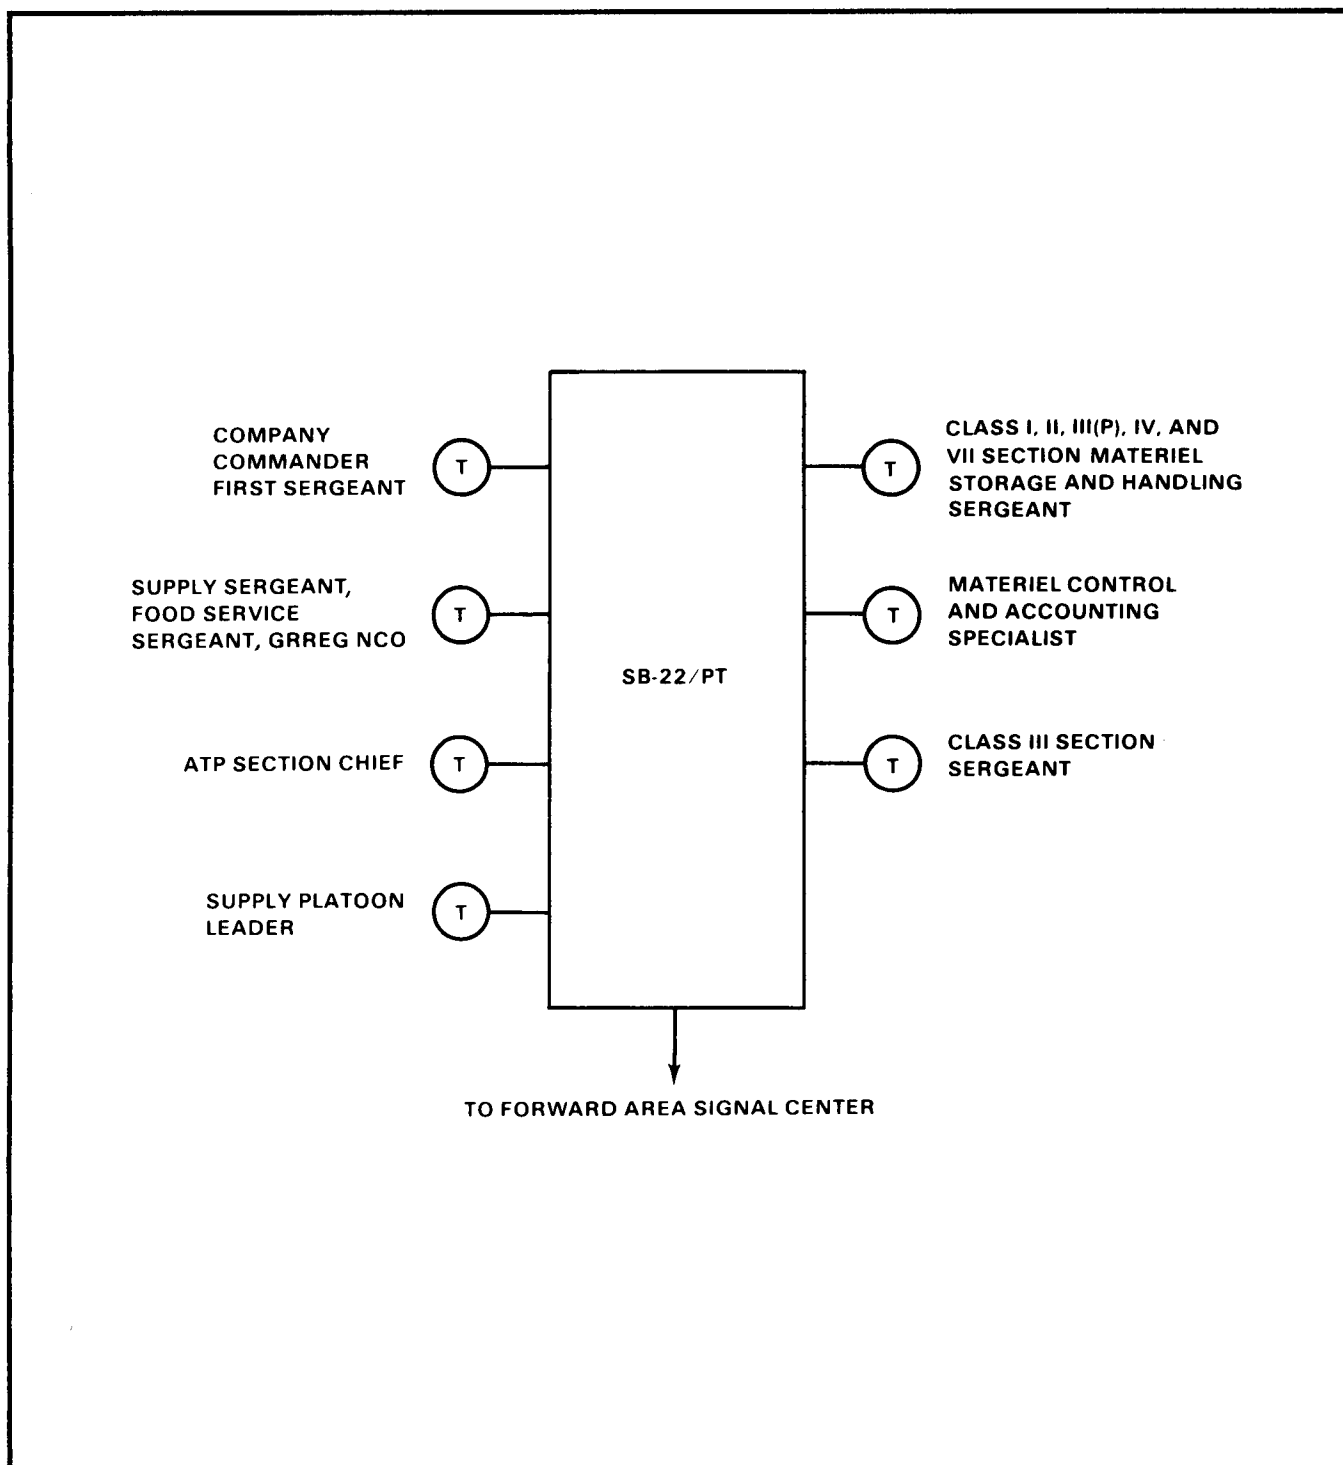 COMPANY
COMMANDER
FIRST SERGEANT
T
SUPPLY SERGEANT,
FOOD SERVICE
SERGEANT, GRREG NCO
T
ATP SECTION CHIEF
T
SUPPLY PLATOON
LEADER
T
SB-22/PT
T
CLASS I, II, III(P), IV, AND
VII SECTION MATERIEL
STORAGE AND HANDLING
SERGEANT
T
MATERIEL CONTROL
AND ACCOUNTING
SPECIALIST
T
CLASS III SECTION
SERGEANT
TO FORWARD AREA SIGNAL CENTER